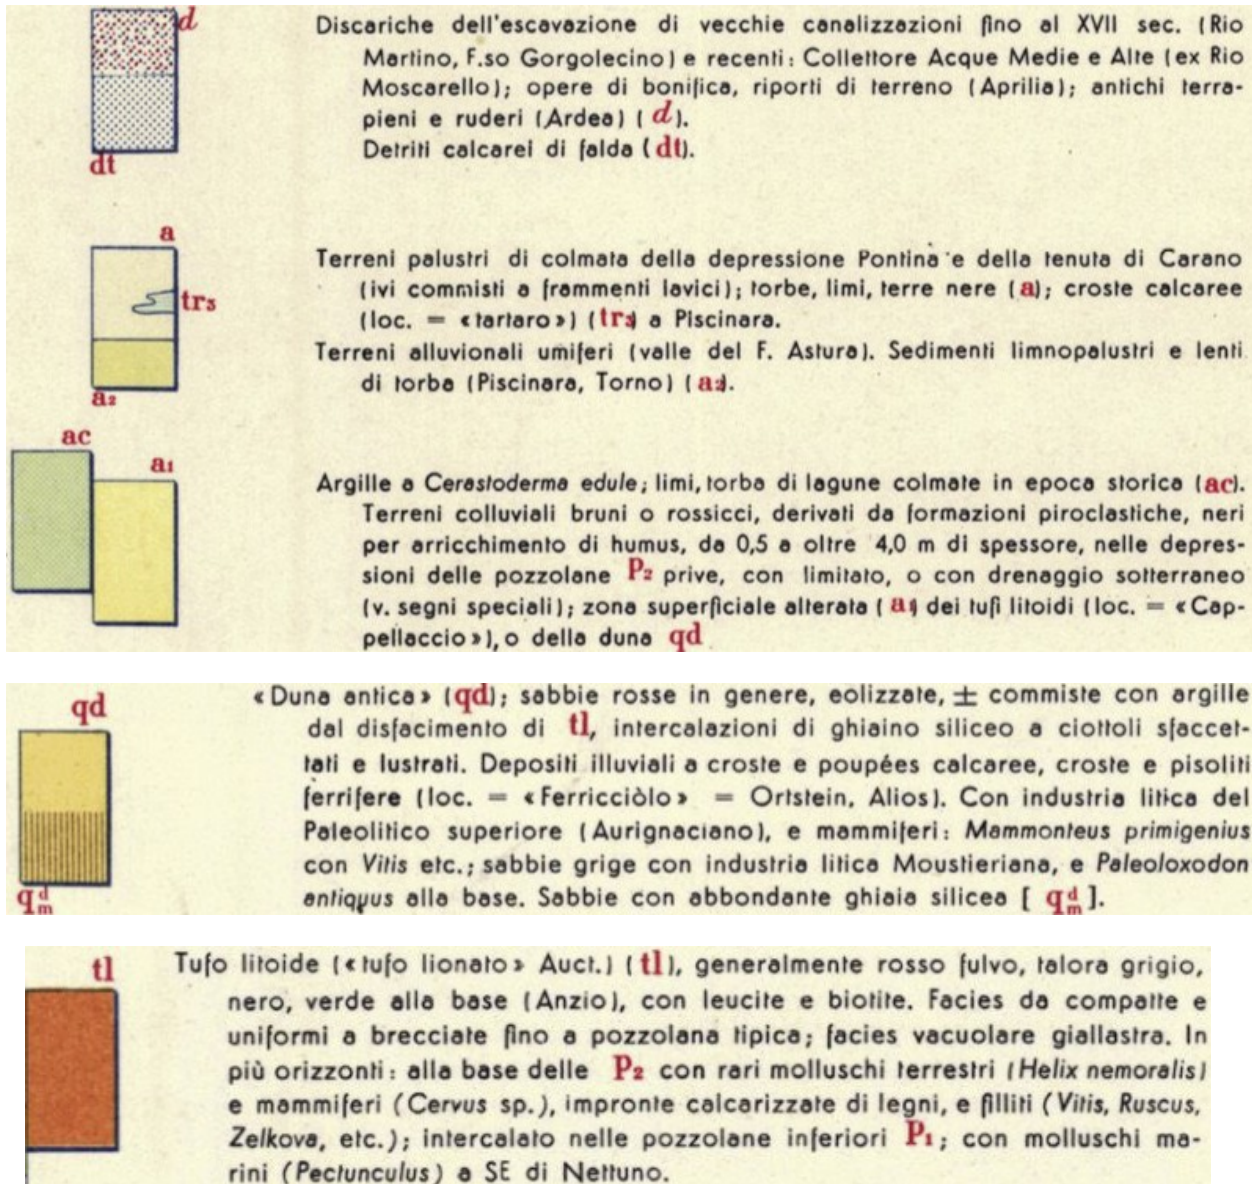 d
Discariche dell'escavazione di vecchie canalizzazioni fino al XVII sec. (Rio
Martino, F.so Gorgolecino) e recenti: Collettore Acque Medie e Alte (ex Rio
Moscarello); opere di bonifica, riporti di terreno (Aprilia); antichi terra-
pieni e ruderi (Ardea) (d).
Detriti calcarei di falda (dt).
dt
a
tr₃
Terreni palustri di colmata della depressione Pontina e della tenuta di Carano
(ivi commisti a frammenti lavici); torbe, limi, terre nere (a); croste calcaree
(loc. = «tartaro») (tr₃) a Piscinara.
Terreni alluvionali umiferi (valle del F. Astura). Sedimenti limnopalustri e lenti
di torba (Piscinara, Torno) (a₂).
a₂
ac
a₁
Argille a Cerastoderma edule; limi, torba di lagune colmate in epoca storica (ac).
Terreni colluviali bruni o rossicci, derivati da formazioni piroclastiche, neri
per arricchimento di humus, da 0,5 a oltre 4,0 m di spessore, nelle depres-
sioni delle pozzolane P₂ prive, con limitato, o con drenaggio sotterraneo
(v. segni speciali); zona superficiale alterata (a₁) dei tufi litoidi (loc. = «Cap-
pellaccio»), o della duna qd
qd
«Duna antica» (qd); sabbie rosse in genere, eolizzate, ± commiste con argille
dal disfacimento di tl, intercalazioni di ghiaino siliceo a ciottoli sfaccet-
tati e lustrati. Depositi illuviali a croste e poupées calcaree, croste e pisoliti
ferrifere (loc. = «Ferricciòlo» = Ortstein, Alios). Con industria litica del
Paleolitico superiore (Aurignaciano), e mammiferi: Mammonteus primigenius
con Vitis etc.; sabbie grige con industria litica Moustieriana, e Paleoloxodon
antiquus alla base. Sabbie con abbondante ghiaia silicea [ qᵈₘ ].
qᵈₘ
tl
Tufo litoide («tufo lionato» Auct.) (tl), generalmente rosso fulvo, talora grigio,
nero, verde alla base (Anzio), con leucite e biotite. Facies da compatte e
uniformi a brecciate fino a pozzolana tipica; facies vacuolare giallastra. In
più orizzonti: alla base delle P₂ con rari molluschi terrestri (Helix nemoralis)
e mammiferi (Cervus sp.), impronte calcarizzate di legni, e filliti (Vitis, Ruscus,
Zelkova, etc.); intercalato nelle pozzolane inferiori P₁; con molluschi ma-
rini (Pectunculus) a SE di Nettuno.